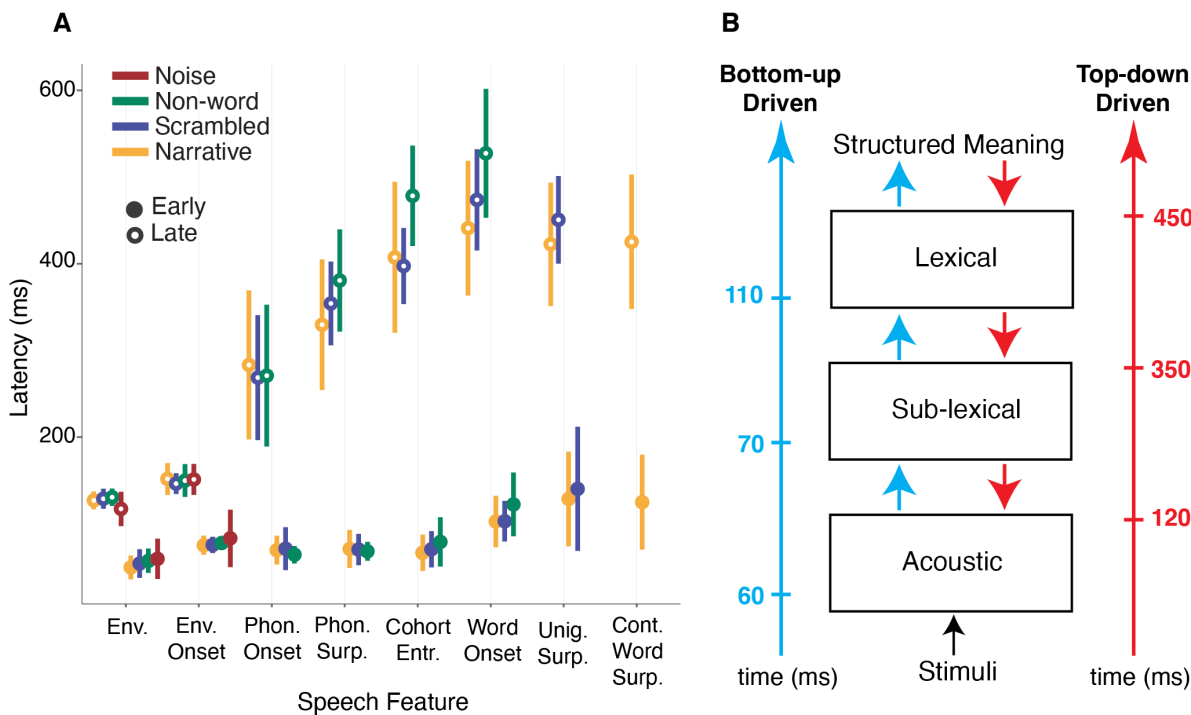 A
600
400
200
Latency (ms)
Noise
Non-word
Scrambled
Narrative
Early
Late
Env.
Env.
Onset
Phon.
Onset
Phon.
Surp.
Cohort
Entr.
Word
Onset
Unig.
Surp.
Cont.
Word
Surp.
Speech Feature
B
Bottom-up
Driven
Top-down
Driven
Structured Meaning
Lexical
Sub-lexical
Acoustic
Stimuli
110
70
60
time (ms)
450
350
120
time (ms)